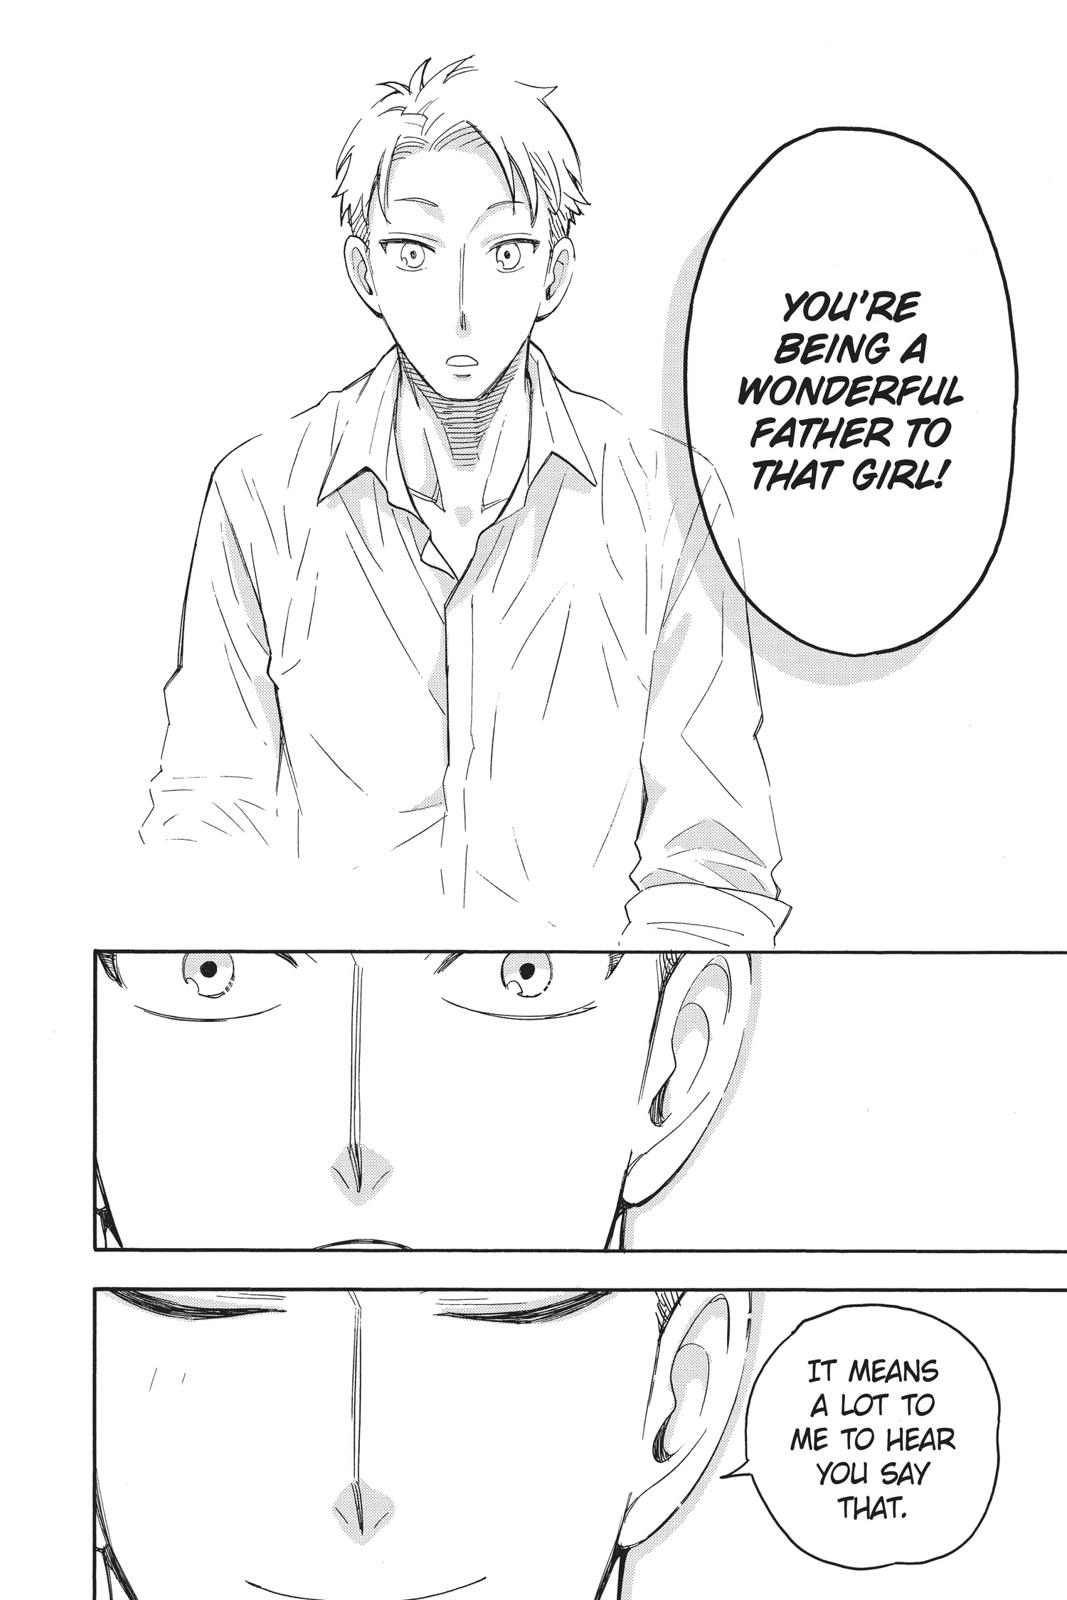 YOU'RE
BEING A
WONDERFUL
FATHER TO
THAT GIRL!
IT MEANS
A LOT TO
ME TO HEAR
YOU SAY
THAT.